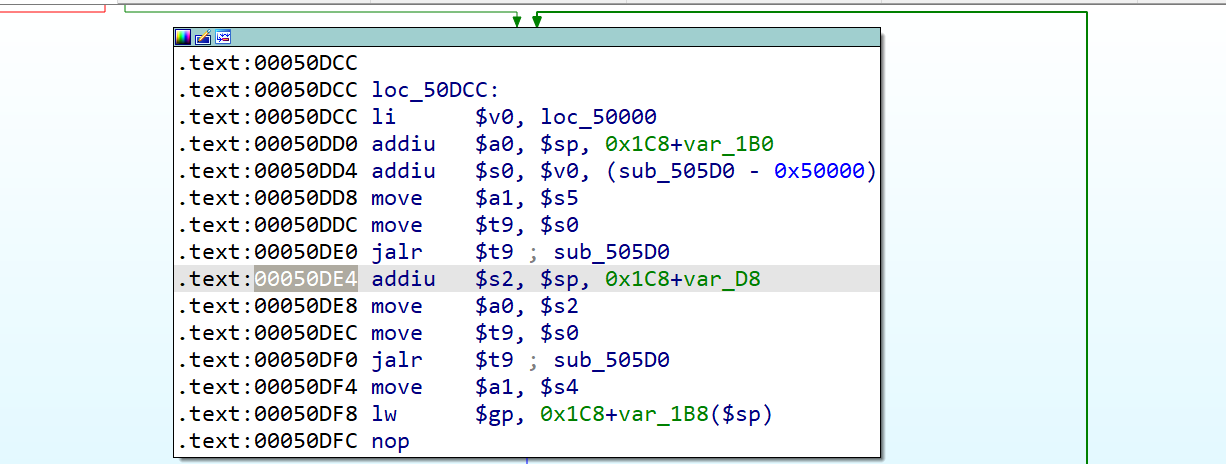 .text:00050DCC
.text:00050DCC loc_50DCC:
.text:00050DCC li $v0, loc_50000
.text:00050DD0 addiu $a0, $sp, 0x1C8+var_1B0
.text:00050DD4 addiu $s0, $v0, (sub_505D0 - 0x50000)
.text:00050DD8 move $a1, $s5
.text:00050DDC move $t9, $s0
.text:00050DE0 jalr $t9 ; sub_505D0
.text:00050DE4 addiu $s2, $sp, 0x1C8+var_D8
.text:00050DE8 move $a0, $s2
.text:00050DEC move $t9, $s0
.text:00050DF0 jalr $t9 ; sub_505D0
.text:00050DF4 move $a1, $s4
.text:00050DF8 lw $gp, 0x1C8+var_1B8($sp)
.text:00050DFC nop